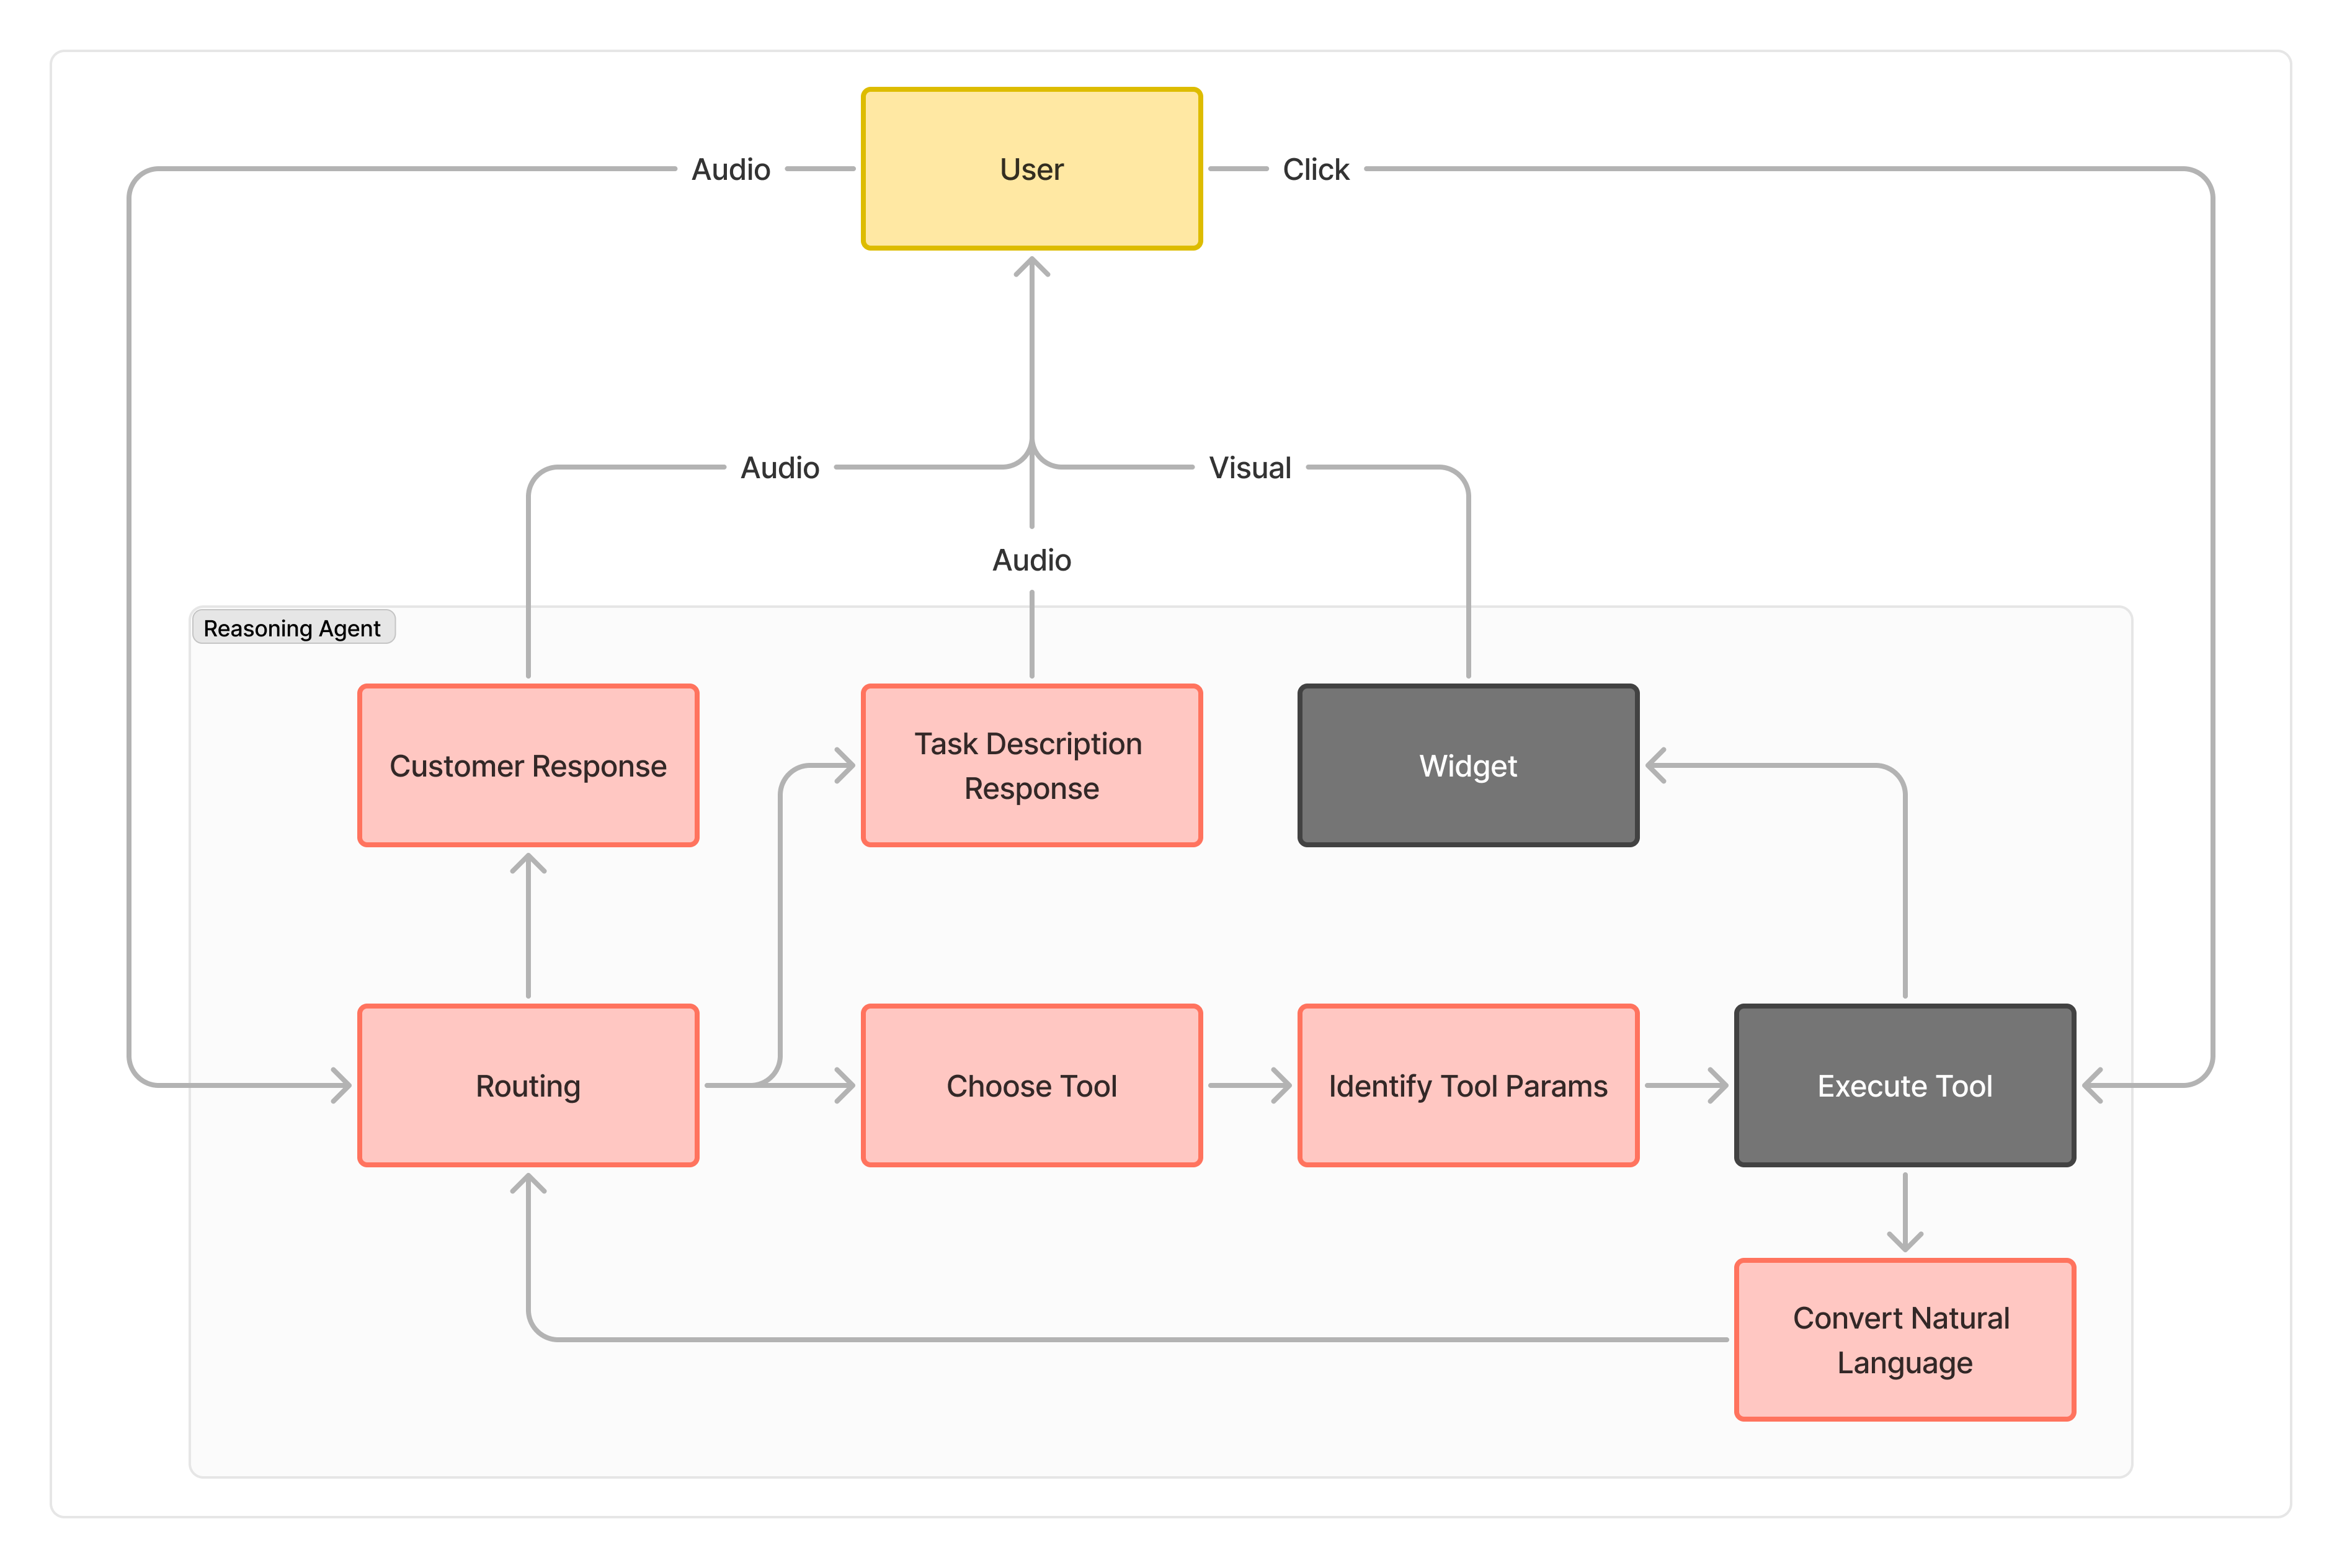 Audio
User
Click
Audio
Visual
Audio
Reasoning Agent
Customer Response
Task Description
Response
Widget
Routing
Choose Tool
Identify Tool Params
Execute Tool
Convert Natural
Language